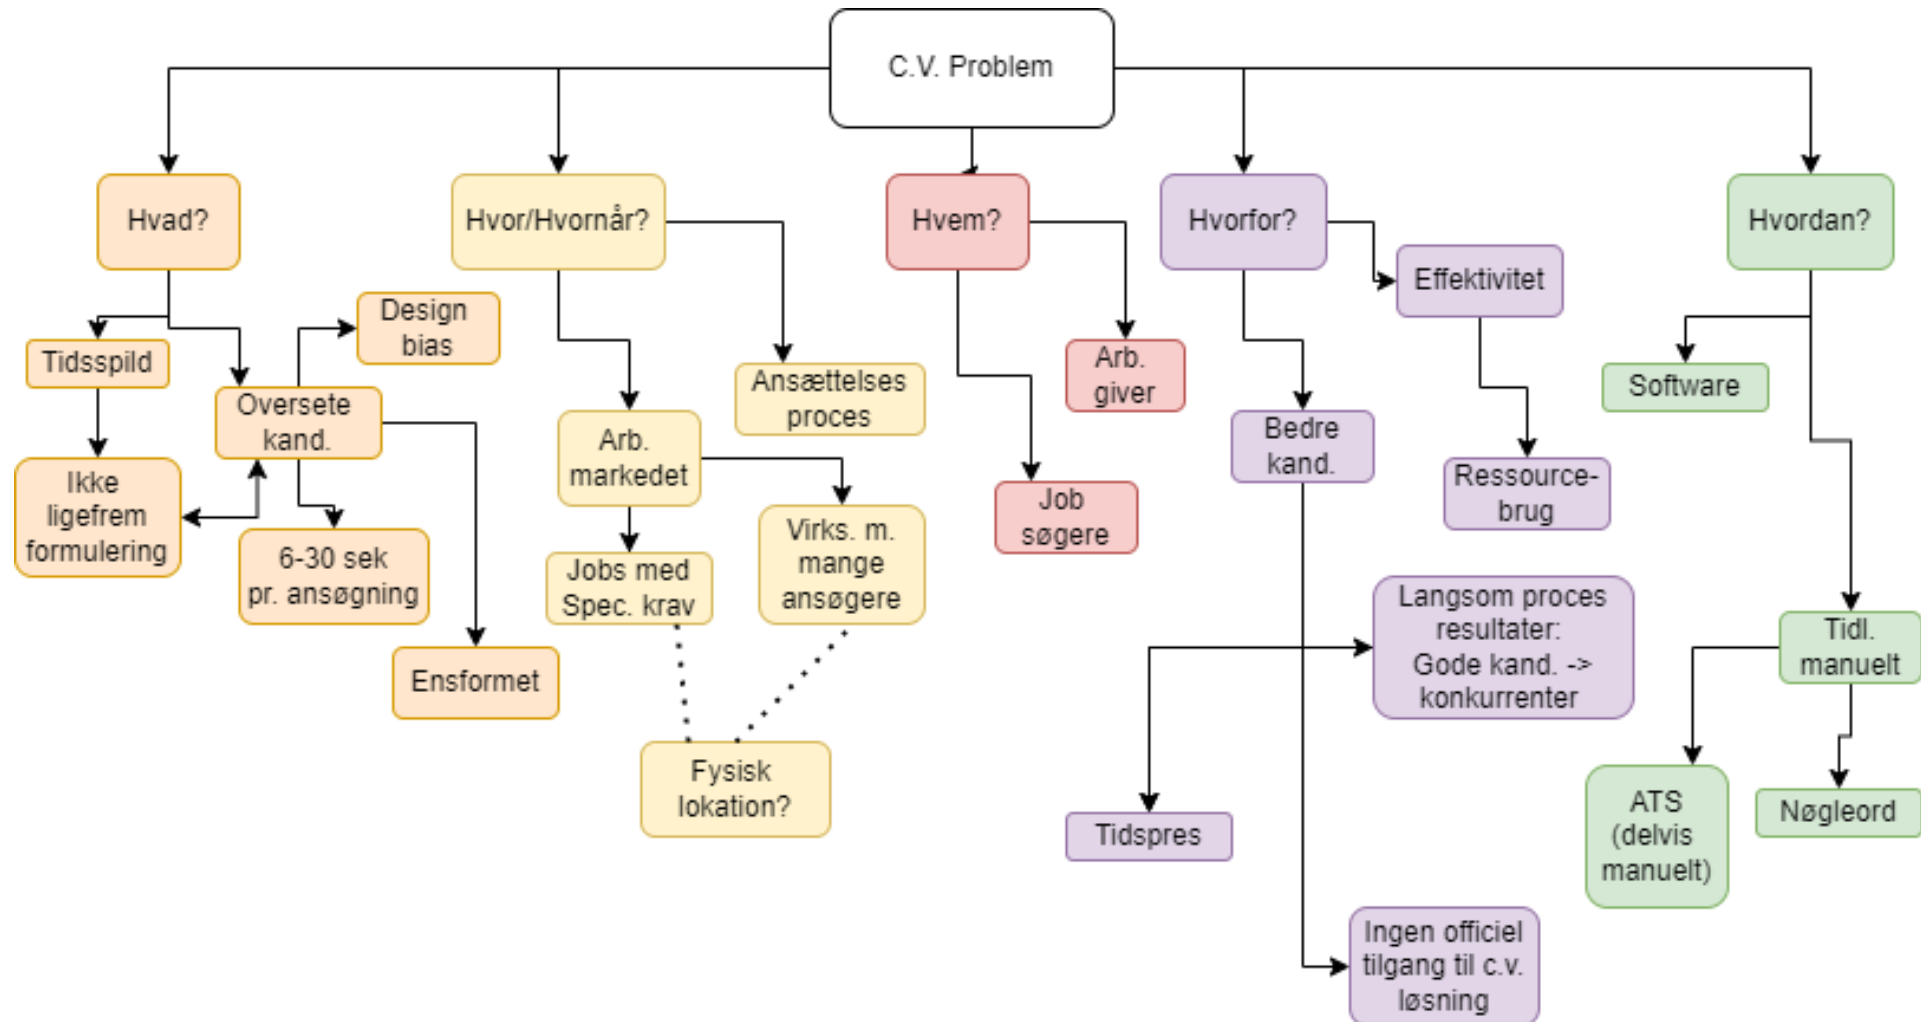 C.V. Problem
Hvad?
Hvor/Hvornår?
Hvem?
Hvorfor?
Hvordan?
Tidsspild
Oversete
kand.
Design
bias
Ikke
ligefrem
formulering
6-30 sek
pr. ansøgning
Ensformet
Ansættelses
proces
Arb.
markedet
Jobs med
Spec. krav
Virks. m.
mange
ansøgere
Fysisk
lokation?
Arb.
giver
Job
søgere
Effektivitet
Bedre
kand.
Ressource-
brug
Langsom proces
resultater:
Gode kand. ->
konkurrenter
Tidspres
Ingen officiel
tilgang til c.v.
løsning
Software
Tidl.
manuelt
ATS
(delvis
manuelt)
Nøgleord